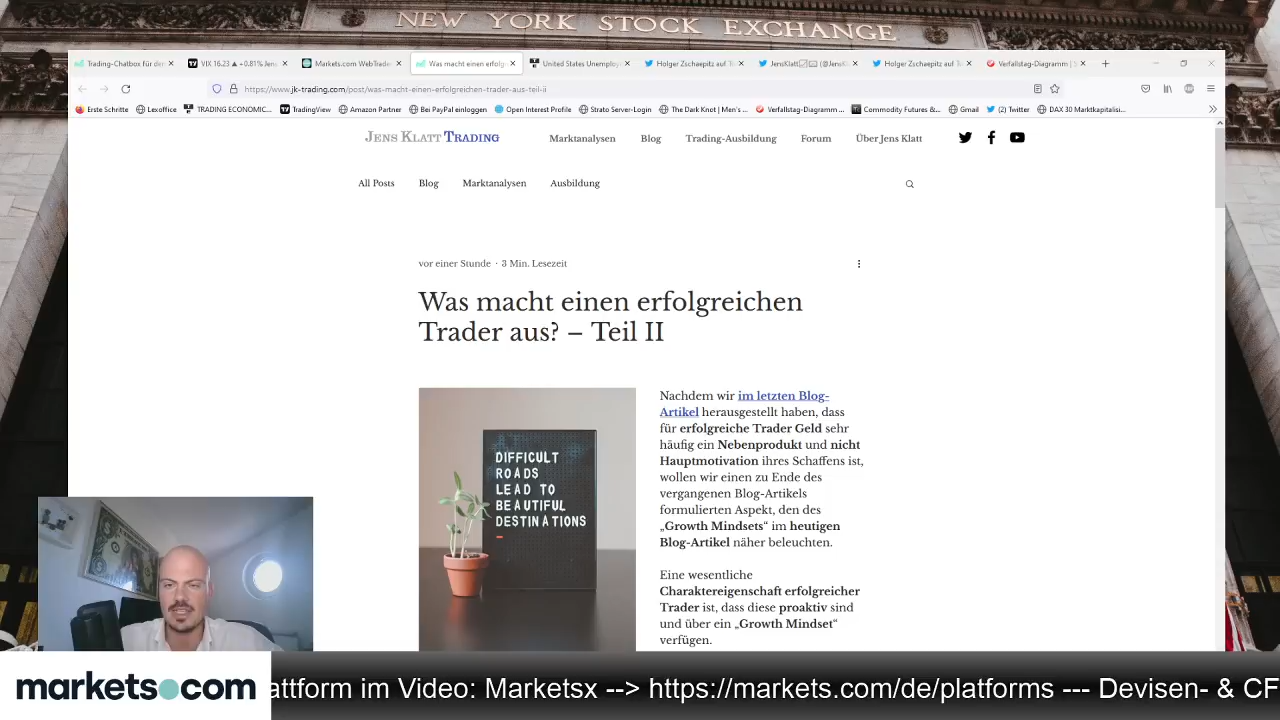 NEW YORK STOCK EXCHANGE
Trading-Chatbox für den
VIX 16.23 ▲ +0.81% Jens
Markets.com WebTrader
Was macht einen erfolg
United States Unemploy
Holger Zschaepitz auf T
JensKlatt
Holger Zschaepitz auf T
Verfallstag-Diagramm |
https://www.jk-trading.com/post/was-macht-einen-erfolgreichen-trader-aus-teil-ii
Erste Schritte
Lexoffice
TRADING ECONOMIC...
TradingView
Amazon Partner
Bei PayPal einloggen
Open Interest Profile
Strato Server-Login
The Dark Knot | Men's ...
Verfallstag-Diagramm ...
Commodity Futures &...
Gmail
(2) Twitter
DAX 30 Marktkapitalisi...
JENS KLATT TRADING
Marktanalysen
Blog
Trading-Ausbildung
Forum
Über Jens Klatt
All Posts
Blog
Marktanalysen
Ausbildung
vor einer Stunde · 3 Min. Lesezeit
Was macht einen erfolgreichen
Trader aus? – Teil II
DIFFICULT
ROADS
LEAD TO
BEAUTIFUL
DESTINATIONS
Nachdem wir im letzten Blog-
Artikel herausgestellt haben, dass
für erfolgreiche Trader Geld sehr
häufig ein Nebenprodukt und nicht
Hauptmotivation ihres Schaffens ist,
wollen wir einen zu Ende des
vergangenen Blog-Artikels
formulierten Aspekt, den des
„Growth Mindsets“ im heutigen
Blog-Artikel näher beleuchten.
Eine wesentliche
Charaktereigenschaft erfolgreicher
Trader ist, dass diese proaktiv sind
und über ein „Growth Mindset“
verfügen.
markets.com
attform im Video: Marketsx --> https://markets.com/de/platforms --- Devisen- & CF